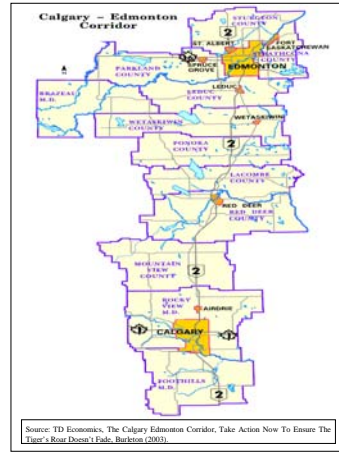 Calgary – Edmonton
Corridor
STURGEON
COUNTY
2
ST. ALBERT
FORT
SASKATCHEWAN
STRATHCONA
COUNTY
PARKLAND
COUNTY
SPRUCE
GROVE
EDMONTON
N
BRAZEAU
M.D.
LEDUC
LEDUC
COUNTY
WETASKIWIN
WETASKIWIN
COUNTY
PONOKA
COUNTY
2
LACOMBE
COUNTY
RED DEER
RED DEER
COUNTY
MOUNTAIN
VIEW
COUNTY
2
ROCKY
VIEW
M.D.
AIRDRIE
1
CALGARY
1
FOOTHILLS
M.D.
2
Source: TD Economics, The Calgary Edmonton Corridor, Take Action Now To Ensure The
Tiger's Roar Doesn't Fade, Burleton (2003).